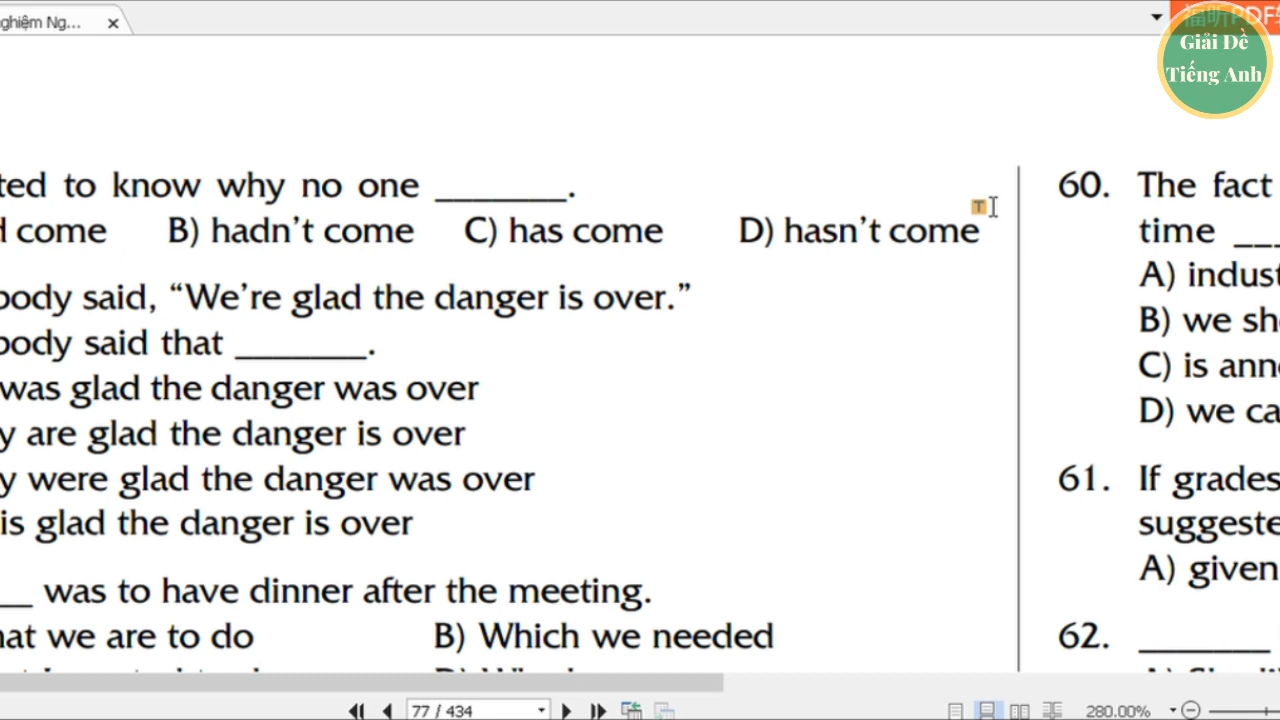 ghiệm Ng...
Giải Đề
Tiếng Anh
ted to know why no one _______.
come B) hadn't come C) has come D) hasn't come
body said, “We're glad the danger is over.”
body said that _______.
was glad the danger was over
y are glad the danger is over
y were glad the danger was over
is glad the danger is over
__ was to have dinner after the meeting.
hat we are to do B) Which we needed
60. The fact
time ___
A) indust
B) we sh
C) is ann
D) we ca
61. If grades
suggeste
A) given
62. _______
77 / 434
280.00%